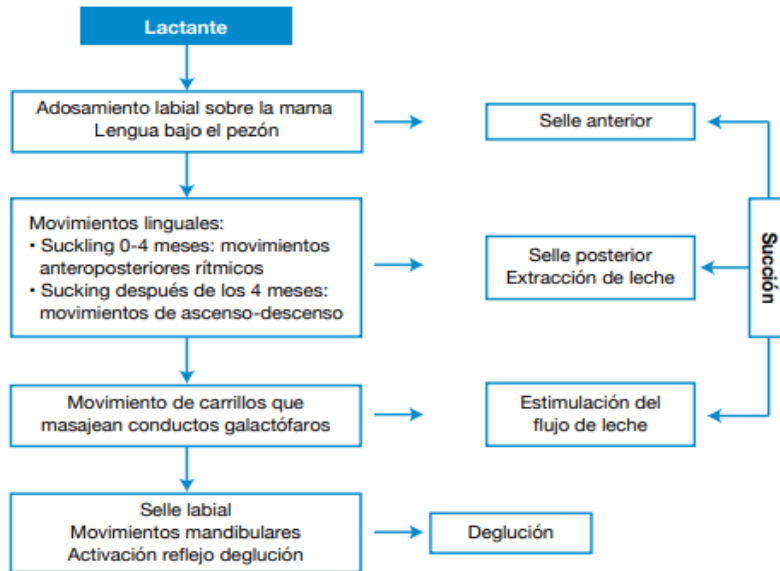 Lactante
Adosamiento labial sobre la mama
Lengua bajo el pezón
Selle anterior
Movimientos linguales:
• Suckling 0-4 meses: movimientos
anteroposteriores rítmicos
• Sucking después de los 4 meses:
movimientos de ascenso-descenso
Selle posterior
Extracción de leche
Succión
Movimiento de carrillos que
masajean conductos galactófaros
Estimulación del
flujo de leche
Selle labial
Movimientos mandibulares
Activación reflejo deglución
Deglución